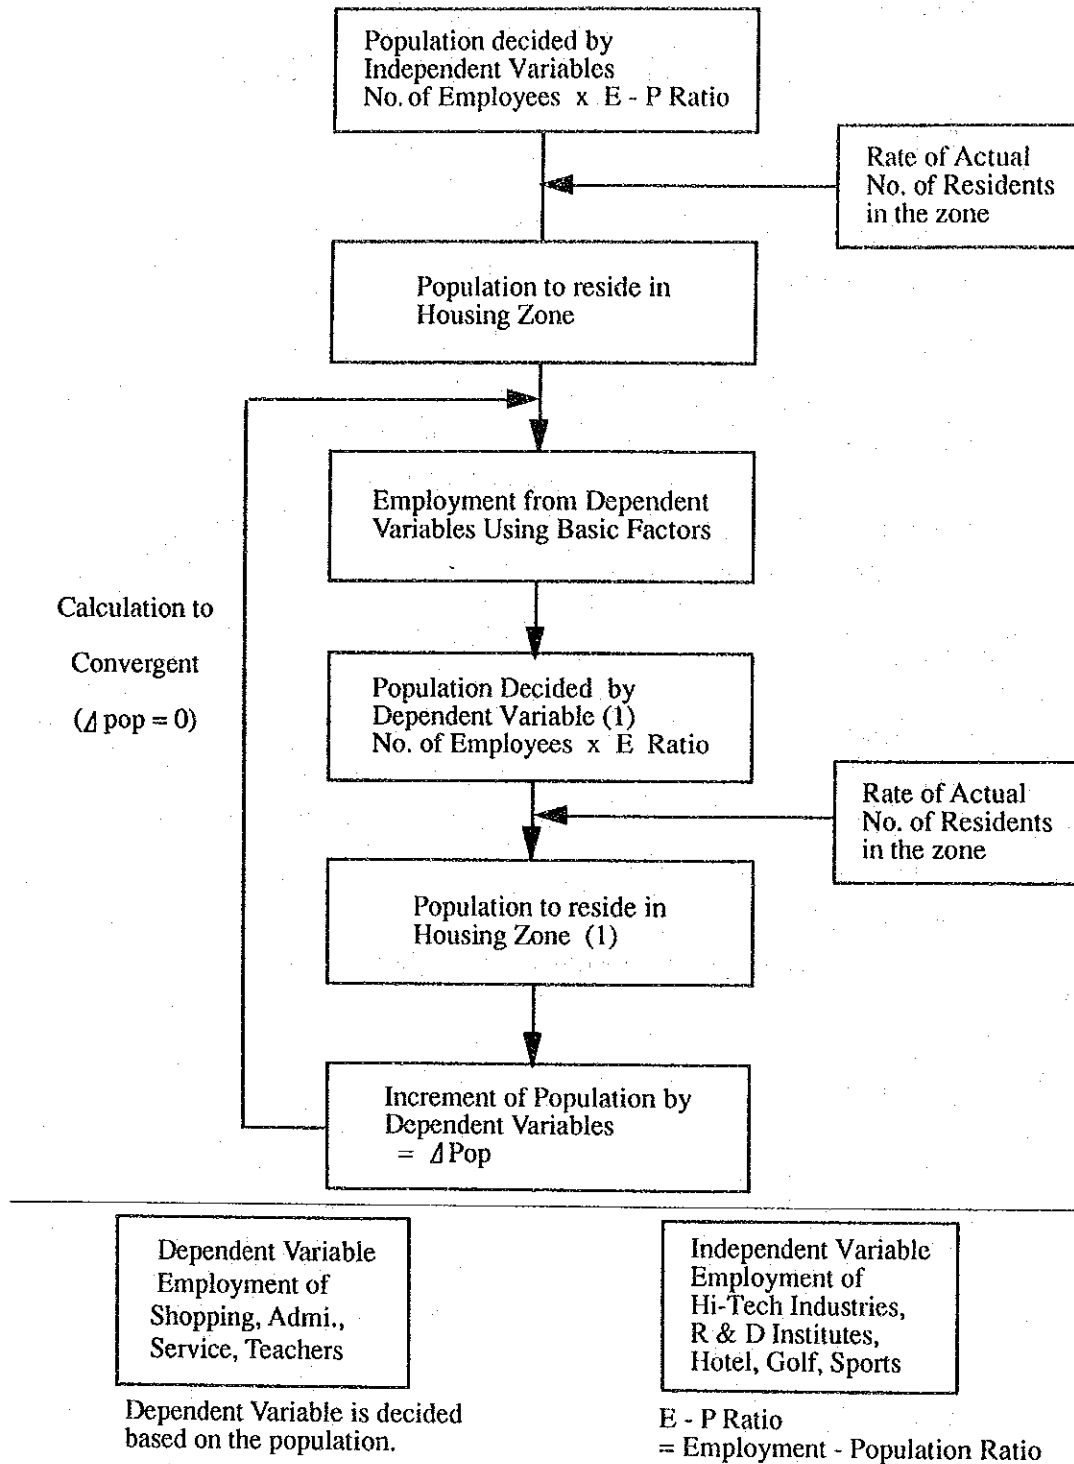 Population decided by
Independent Variables
No. of Employees x E - P Ratio
Rate of Actual
No. of Residents
in the zone
Population to reside in
Housing Zone
Employment from Dependent
Variables Using Basic Factors
Calculation to
Convergent
(⊿ pop = 0)
Population Decided by
Dependent Variable (1)
No. of Employees x E Ratio
Rate of Actual
No. of Residents
in the zone
Population to reside in
Housing Zone (1)
Increment of Population by
Dependent Variables
= ⊿Pop
Dependent Variable
Employment of
Shopping, Admi.,
Service, Teachers
Dependent Variable is decided
based on the population.
Independent Variable
Employment of
Hi-Tech Industries,
R & D Institutes,
Hotel, Golf, Sports
E - P Ratio
= Employment - Population Ratio